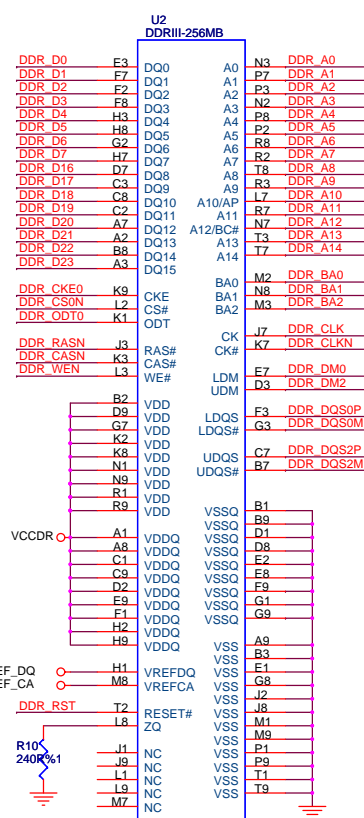 U2
DDRIII-256MB
DDR_D0 E3 DQ0 A0 N3 DDR_A0
DDR_D1 F7 DQ1 A1 P7 DDR_A1
DDR_D2 F2 DQ2 A2 P3 DDR_A2
DDR_D3 F8 DQ3 A3 N2 DDR_A3
DDR_D4 H3 DQ4 A4 P8 DDR_A4
DDR_D5 H8 DQ5 A5 P2 DDR_A5
DDR_D6 G2 DQ6 A6 R8 DDR_A6
DDR_D7 H7 DQ7 A7 R2 DDR_A7
DDR_D16 D7 DQ8 A8 T8 DDR_A8
DDR_D17 C3 DQ9 A9 R3 DDR_A9
DDR_D18 C8 DQ10 A10/AP L7 DDR_A10
DDR_D19 C2 DQ11 A11 R7 DDR_A11
DDR_D20 A7 DQ12 A12/BC# N7 DDR_A12
DDR_D21 A2 DQ13 A13 T3 DDR_A13
DDR_D22 B8 DQ14 A14 T7 DDR_A14
DDR_D23 A3 DQ15
BA0 M2 DDR_BA0
DDR_CKE0 K9 CKE BA1 N8 DDR_BA1
DDR_CS0N L2 CS# BA2 M3 DDR_BA2
DDR_ODT0 K1 ODT
CK J7 DDR_CLK
DDR_RASN J3 RAS# CK# K7 DDR_CLKN
DDR_CASN K3 CAS#
DDR_WEN L3 WE# LDM E7 DDR_DM0
UDM D3 DDR_DM2
B2 VDD
D9 VDD LDQS F3 DDR_DQS0P
G7 VDD LDQS# G3 DDR_DQS0M
K2 VDD
K8 VDD UDQS C7 DDR_DQS2P
N1 VDD UDQS# B7 DDR_DQS2M
N9 VDD
R1 VDD
R9 VDD VSSQ B1
VSSQ B9
VCCDR A1 VDDQ VSSQ D1
A8 VDDQ VSSQ D8
C1 VDDQ VSSQ E2
C9 VDDQ VSSQ E8
D2 VDDQ VSSQ F9
E9 VDDQ VSSQ G1
F1 VDDQ VSSQ G9
H2 VDDQ
H9 VDDQ VSS A9
VSS B3
EF_DQ H1 VREFDQ VSS E1
EF_CA M8 VREFCA VSS G8
VSS J2
DDR_RST T2 RESET# VSS J8
L8 ZQ VSS M1
VSS M9
R10 J1 NC VSS P1
240R%1 J9 NC VSS P9
L1 NC VSS T1
L9 NC VSS T9
M7 NC